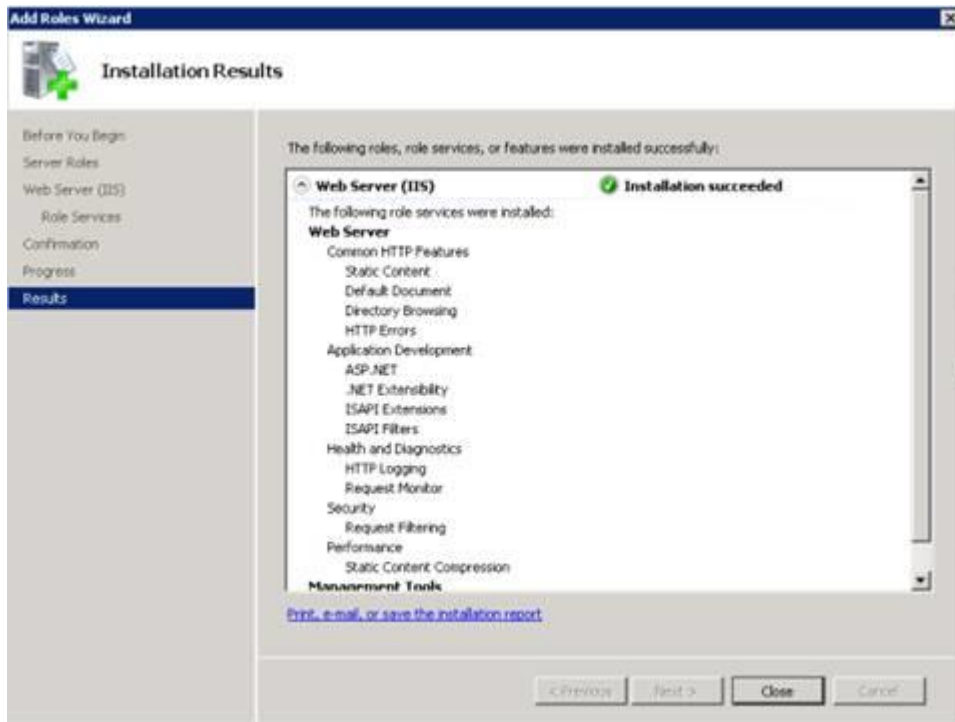 Add Roles Wizard
Installation Results
Before You Begin
Server Roles
Web Server (IIS)
Role Services
Confirmation
Progress
Results
The following roles, role services, or features were installed successfully:
Web Server (IIS) Installation succeeded
The following role services were installed:
Web Server
Common HTTP Features
Static Content
Default Document
Directory Browsing
HTTP Errors
Application Development
ASP.NET
.NET Extensibility
ISAPI Extensions
ISAPI Filters
Health and Diagnostics
HTTP Logging
Request Monitor
Security
Request Filtering
Performance
Static Content Compression
Management Tools
Print, e-mail, or save the installation report
< Previous Next > Close Cancel